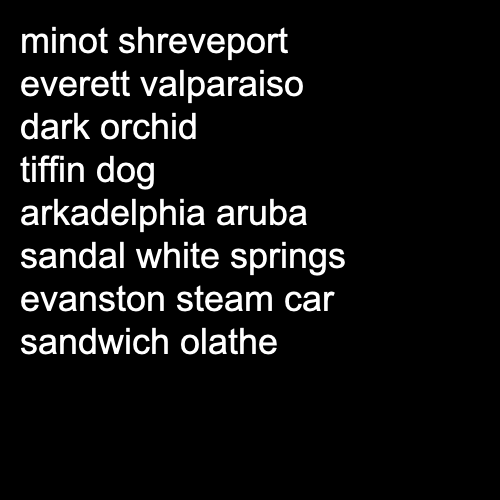 minot shreveport
everett valparaiso
dark orchid
tiffin dog
arkadelphia aruba
sandal white springs
evanston steam car
sandwich olathe